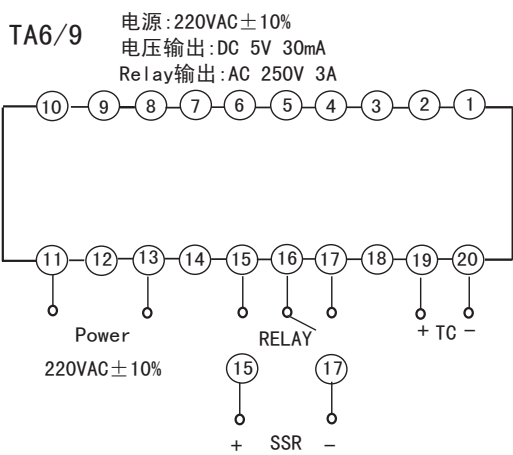 TA6/9
电源:220VAC±10%
电压输出:DC 5V 30mA
Relay输出:AC 250V 3A
10 9 8 7 6 5 4 3 2 1
11 12 13 14 15 16 17 18 19 20
Power RELAY + TC −
220VAC±10% 15 17
+ SSR −